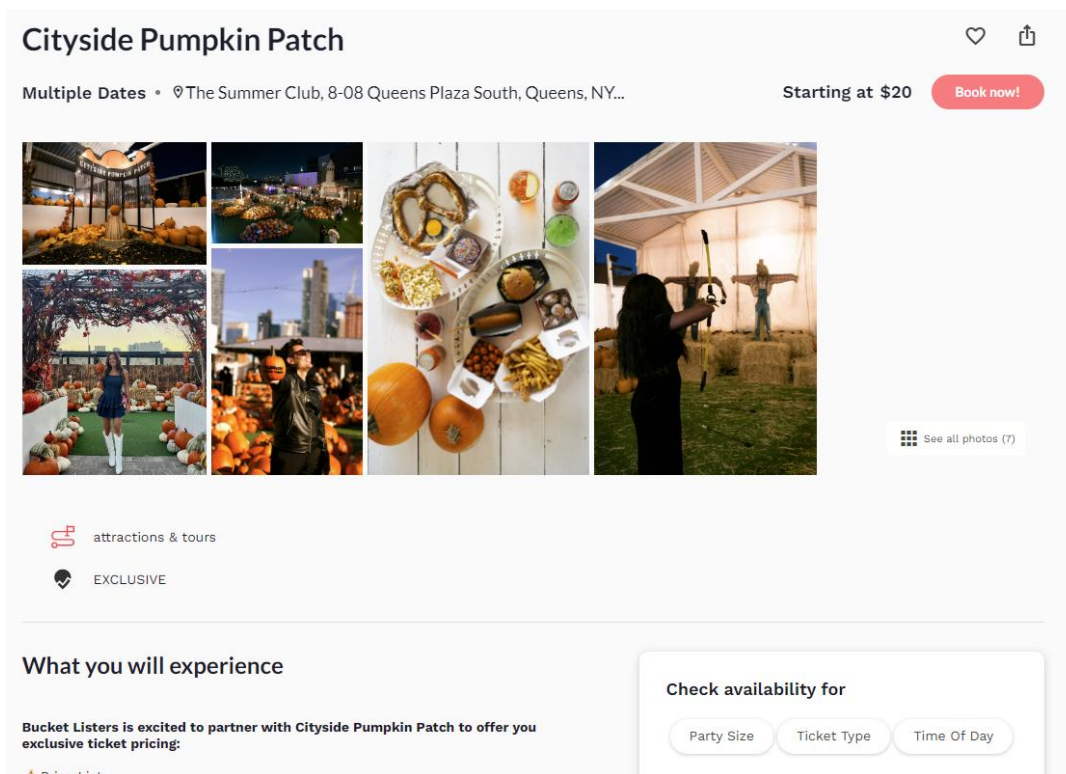 Cityside Pumpkin Patch
Multiple Dates • The Summer Club, 8-08 Queens Plaza South, Queens, NY...
Starting at $20
Book now!
CITYSIDE PUMPKIN PATCH
See all photos (7)
attractions & tours
EXCLUSIVE
What you will experience
Bucket Listers is excited to partner with Cityside Pumpkin Patch to offer you
exclusive ticket pricing:
Check availability for
Party Size
Ticket Type
Time Of Day